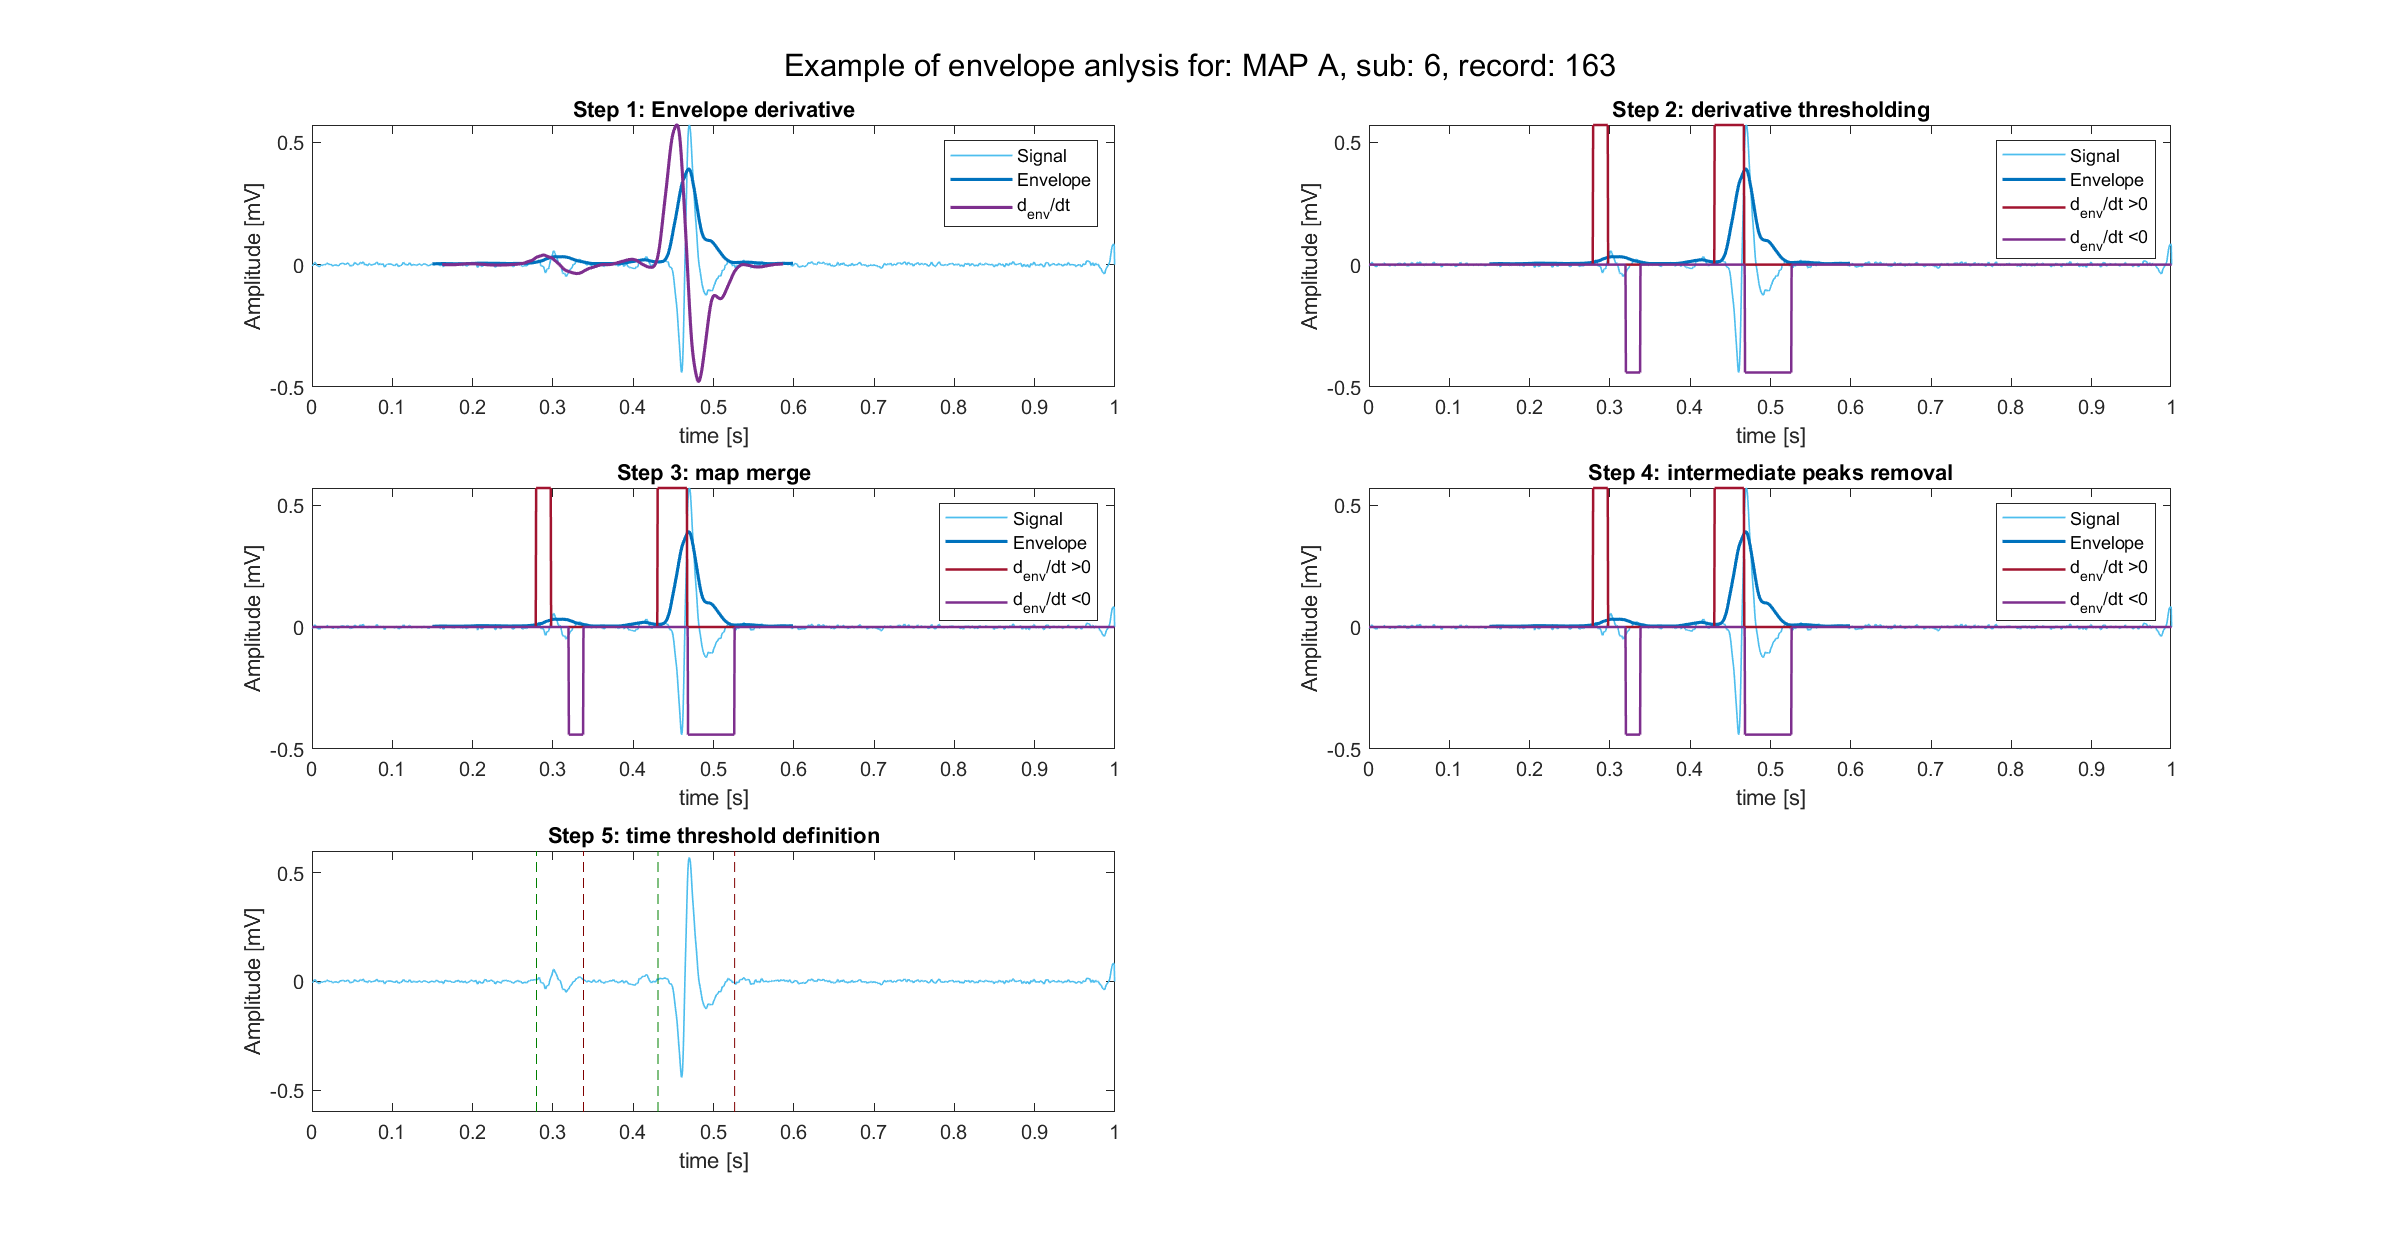 Example of envelope anlysis for: MAP A, sub: 6, record: 163
Step 1: Envelope derivative
0.5
0
-0.5
Amplitude [mV]
Signal
Envelope
d_env/dt
0 0.1 0.2 0.3 0.4 0.5 0.6 0.7 0.8 0.9 1
time [s]
Step 2: derivative thresholding
0.5
0
-0.5
Amplitude [mV]
Signal
Envelope
d_env/dt >0
d_env/dt <0
0 0.1 0.2 0.3 0.4 0.5 0.6 0.7 0.8 0.9 1
time [s]
Step 3: map merge
0.5
0
-0.5
Amplitude [mV]
Signal
Envelope
d_env/dt >0
d_env/dt <0
0 0.1 0.2 0.3 0.4 0.5 0.6 0.7 0.8 0.9 1
time [s]
Step 4: intermediate peaks removal
0.5
0
-0.5
Amplitude [mV]
Signal
Envelope
d_env/dt >0
d_env/dt <0
0 0.1 0.2 0.3 0.4 0.5 0.6 0.7 0.8 0.9 1
time [s]
Step 5: time threshold definition
0.5
0
-0.5
Amplitude [mV]
0 0.1 0.2 0.3 0.4 0.5 0.6 0.7 0.8 0.9 1
time [s]